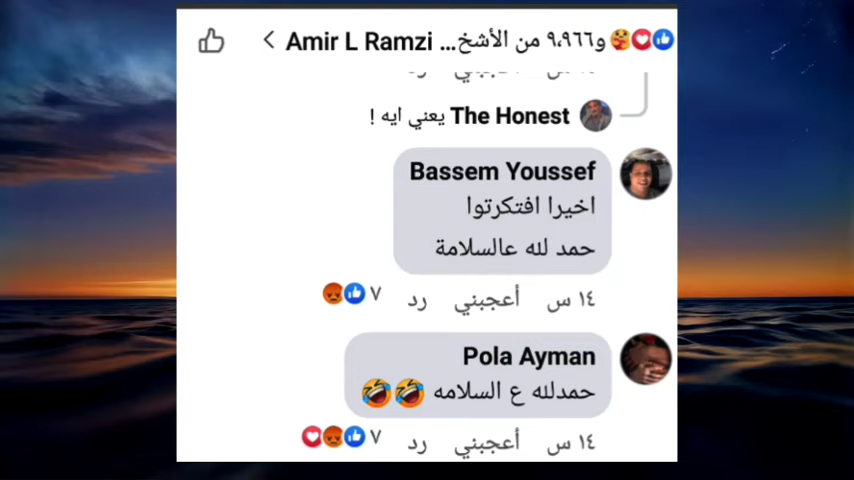 Amir L Ramzi ... و٩٬٩٦٦ من الأشخ
The Honest يعني ايه !
Bassem Youssef
اخيرا افتكرتوا
حمد لله عالسلامة
١٤ س أعجبني رد ٧
Pola Ayman
حمدلله ع السلامه 🤣🤣
١٤ س أعجبني رد ٧